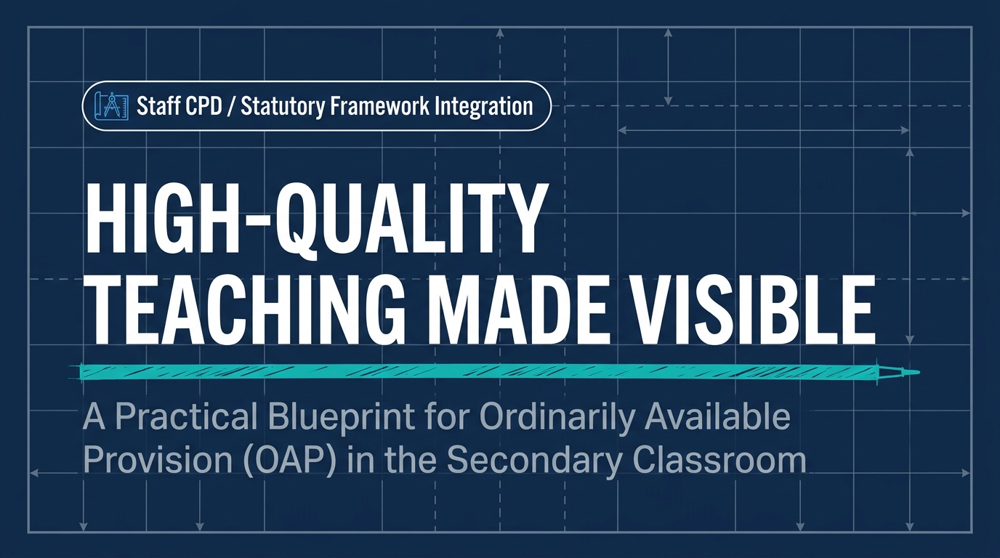 Staff CPD / Statutory Framework Integration
HIGH-QUALITY
TEACHING MADE VISIBLE
A Practical Blueprint for Ordinarily Available
Provision (OAP) in the Secondary Classroom